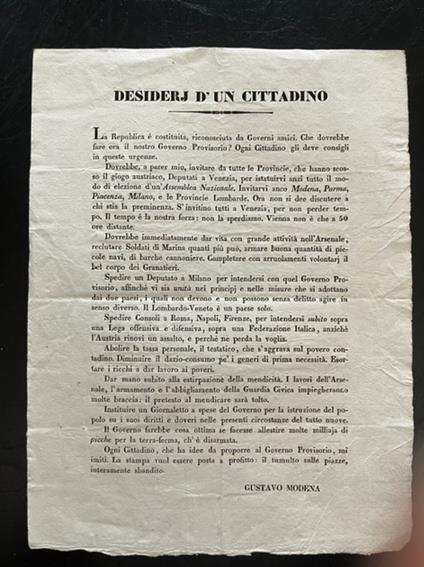 DESIDERJ D' UN CITTADINO
La Republica è costituita, riconosciuta da Governi amici. Che dovrebbe
fare ora il nostro Governo Provisorio? Ogni Cittadino gli deve consigli
in queste urgenze.
Dovrebbe, a parer mio, invitare da tutte le Provincie, che hanno scos-
so il giogo austriaco, Deputati a Venezia, per istatuirvi anzi tutto il mo-
do di elezione d'un' Assemblea Nazionale. Invitarvi anco Modena, Parma,
Piacenza, Milano, e le Provincie Lombarde. Ora non si dee discutere a
chi stia la preminenza. S'invitino tutti a Venezia, per non perder tempo.
po. Il tempo è la nostra forza: non la sperdiamo. Vienna non è che a 50
ore distante.
Dovrebbe immediatamente dar vita con grande attività nell'Arsenale,
reclutare Soldati di Marina quanti più può, armare buona quantità di pic-
cole navi, di barche cannoniere. Completare con arruolamenti volontarj il
bel corpo dei Granatieri.
Spedire un Deputato a Milano per intendersi con quel Governo Pro-
visorio, affinchè vi sia unità nei principj e nelle misure che si adottano
dai due paesi, i quali non devono e non possono senza delitto agire in
senso diverso. Il Lombardo-Veneto è un paese solo.
Spedire Consoli a Roma, Napoli, Firenze, per intendersi subito sopra
una Lega offensiva e difensiva, sopra una Federazione Italica, anzichè
l'Austria rinovi un assalto, e perchè ne perda la voglia.
Abolire la tassa personale, il testatico, che s'aggrava sul povero con-
tadino. Diminuire il dazio-consumo pe' i generi di prima necessità. Esor-
tare i ricchi a dar lavoro ai poveri.
Dar mano subito alla estirpazione della mendicità. I lavori dell'Arse-
nale, l'armamento e l'abbigliamento della Guardia Civica impiegheranno
molte braccia: il pretesto al mendicare sarà tolto.
Instituire un Giornaletto a spese del Governo per la istruzione del po-
polo su i suoi diritti e doveri nelle presenti circostanze del tutto nuove.
Il Governo farebbe cosa ottima se facesse allestire molte milliaja di
picche per la terra-ferma, ch'è disarmata.
Ogni Cittadino, che ha idee da proporre al Governo Provisorio, mi
imiti. La stampa vuol essere posta a profitto: il tumulto sulle piazze,
interamente sbandito.
GUSTAVO MODENA